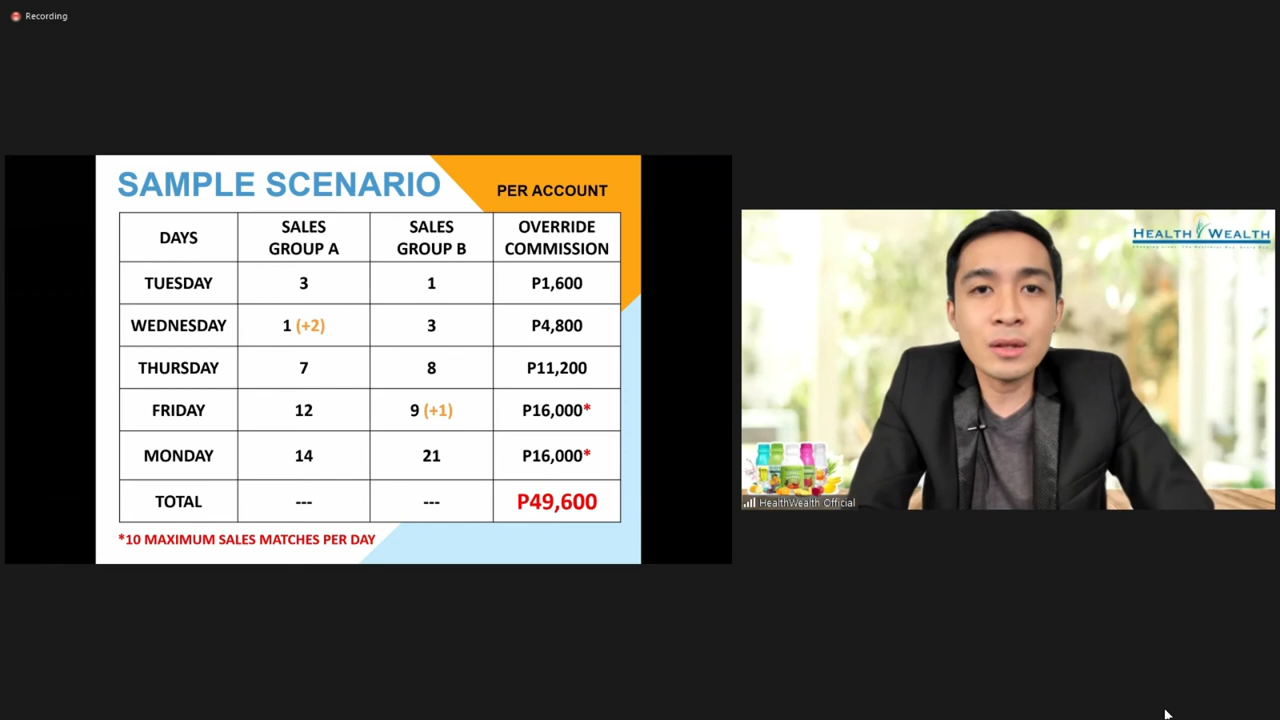 Recording
SAMPLE SCENARIO
PER ACCOUNT
DAYS
SALES
GROUP A
SALES
GROUP B
OVERRIDE
COMMISSION
TUESDAY 3 1 P1,600
WEDNESDAY 1 (+2) 3 P4,800
THURSDAY 7 8 P11,200
FRIDAY 12 9 (+1) P16,000*
MONDAY 14 21 P16,000*
TOTAL --- --- P49,600
*10 MAXIMUM SALES MATCHES PER DAY
HEALTH WEALTH
HealthWealth Official